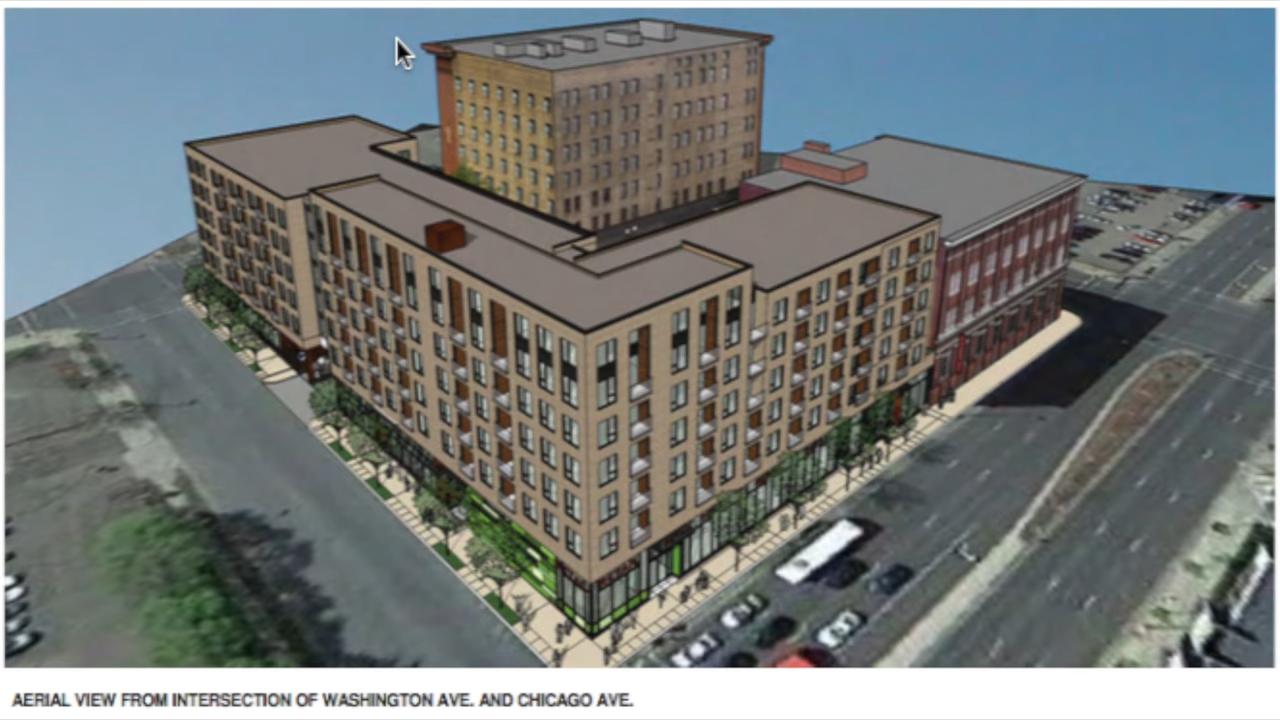 AERIAL VIEW FROM INTERSECTION OF WASHINGTON AVE. AND CHICAGO AVE.